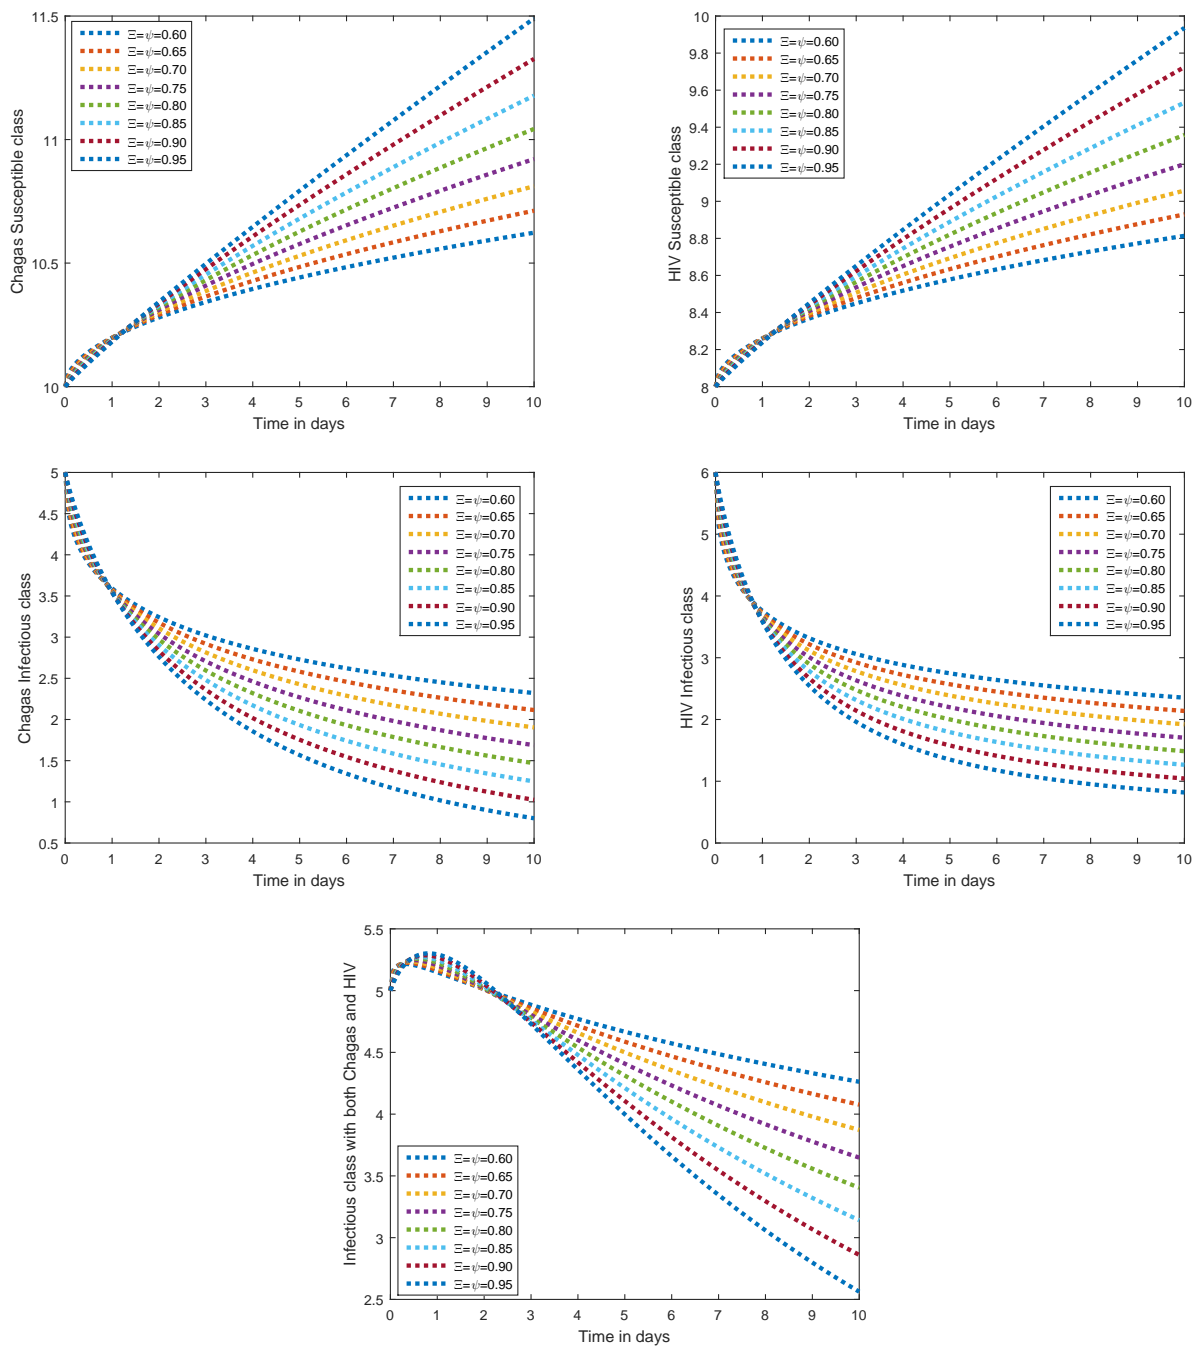 11.5
11
10.5
10
Chagas Susceptible class
Ξ=ψ=0.60
Ξ=ψ=0.65
Ξ=ψ=0.70
Ξ=ψ=0.75
Ξ=ψ=0.80
Ξ=ψ=0.85
Ξ=ψ=0.90
Ξ=ψ=0.95
0 1 2 3 4 5 6 7 8 9 10
Time in days
10
9.8
9.6
9.4
9.2
9
8.8
8.6
8.4
8.2
8
HIV Susceptible class
Ξ=ψ=0.60
Ξ=ψ=0.65
Ξ=ψ=0.70
Ξ=ψ=0.75
Ξ=ψ=0.80
Ξ=ψ=0.85
Ξ=ψ=0.90
Ξ=ψ=0.95
0 1 2 3 4 5 6 7 8 9 10
Time in days
5
4.5
4
3.5
3
2.5
2
1.5
1
0.5
Chagas Infectious class
Ξ=ψ=0.60
Ξ=ψ=0.65
Ξ=ψ=0.70
Ξ=ψ=0.75
Ξ=ψ=0.80
Ξ=ψ=0.85
Ξ=ψ=0.90
Ξ=ψ=0.95
0 1 2 3 4 5 6 7 8 9 10
Time in days
6
5
4
3
2
1
0
HIV Infectious class
Ξ=ψ=0.60
Ξ=ψ=0.65
Ξ=ψ=0.70
Ξ=ψ=0.75
Ξ=ψ=0.80
Ξ=ψ=0.85
Ξ=ψ=0.90
Ξ=ψ=0.95
0 1 2 3 4 5 6 7 8 9 10
Time in days
5.5
5
4.5
4
3.5
3
2.5
Infectious class with both Chagas and HIV
Ξ=ψ=0.60
Ξ=ψ=0.65
Ξ=ψ=0.70
Ξ=ψ=0.75
Ξ=ψ=0.80
Ξ=ψ=0.85
Ξ=ψ=0.90
Ξ=ψ=0.95
0 1 2 3 4 5 6 7 8 9 10
Time in days